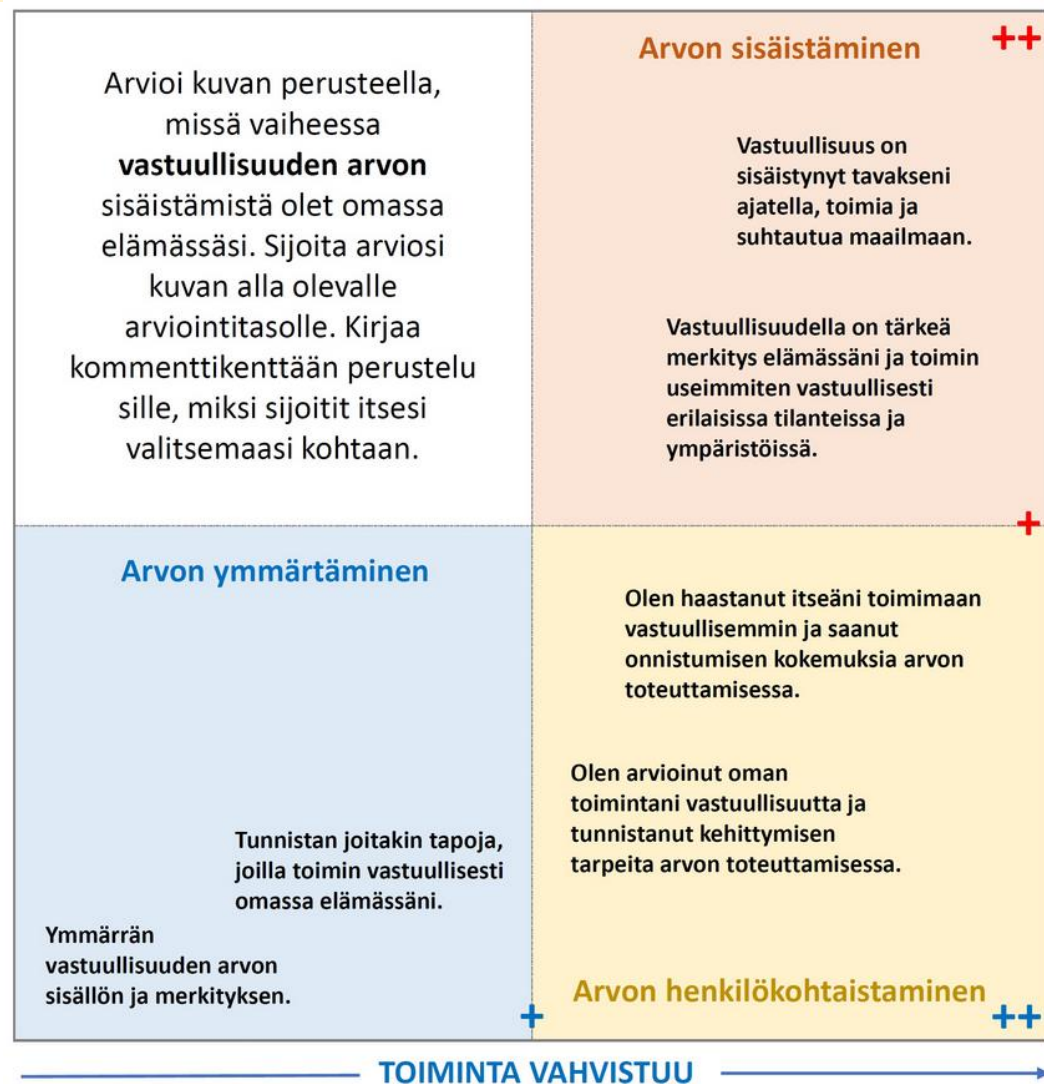 Arvioi kuvan perusteella,
missä vaiheessa
vastuullisuuden arvon
sisäistämistä olet omassa
elämässäsi. Sijoita arviosi
kuvan alla olevalle
arviointitasolle. Kirjaa
kommenttikenttään perustelu
sille, miksi sijoitit itsesi
valitsemaasi kohtaan.
Arvon sisäistäminen
++
Vastuullisuus on
sisäistynyt tavakseni
ajatella, toimia ja
suhtautua maailmaan.
Vastuullisuudella on tärkeä
merkitys elämässäni ja toimin
useimmiten vastuullisesti
erilaisissa tilanteissa ja
ympäristöissä.
+
Arvon ymmärtäminen
Tunnistan joitakin tapoja,
joilla toimin vastuullisesti
omassa elämässäni.
Ymmärrän
vastuullisuuden arvon
sisällön ja merkityksen.
+
Olen haastanut itseäni toimimaan
vastuullisemmin ja saanut
onnistumisen kokemuksia arvon
toteuttamisessa.
Olen arvioinut oman
toimintani vastuullisuutta ja
tunnistanut kehittymisen
tarpeita arvon toteuttamisessa.
Arvon henkilökohtaistaminen
++
TOIMINTA VAHVISTUU